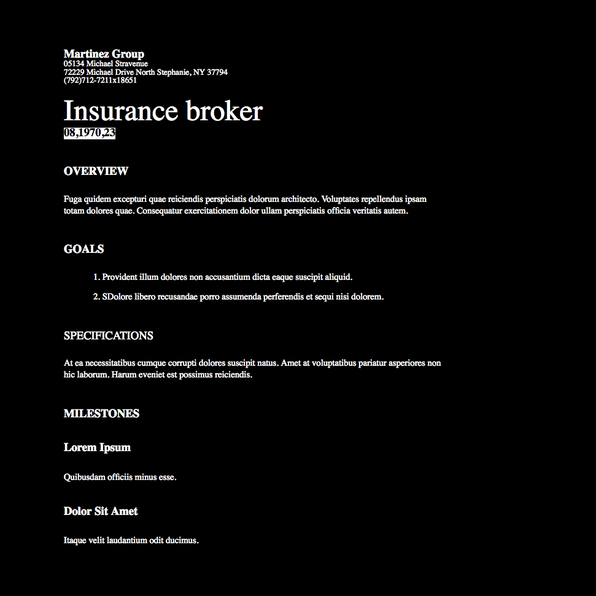 Martinez Group
05134 Michael Stravenue
72229 Michael Drive North Stephanie, NY 37794
(792)712-7211x18651
Insurance broker
08,1970,23
OVERVIEW
Fuga quidem excepturi quae reiciendis perspiciatis dolorum architecto. Voluptates repellendus ipsam
totam dolores quae. Consequatur exercitationem dolor ullam perspiciatis officia veritatis autem.
GOALS
1. Provident illum dolores non accusantium dicta eaque suscipit aliquid.
2. SDolore libero recusandae porro assumenda perferendis et sequi nisi dolorem.
SPECIFICATIONS
At ea necessitatibus cumque corrupti dolores suscipit natus. Amet at voluptatibus pariatur asperiores non
hic laborum. Harum eveniet est possimus reiciendis.
MILESTONES
Lorem Ipsum
Quibusdam officiis minus esse.
Dolor Sit Amet
Itaque velit laudantium odit ducimus.